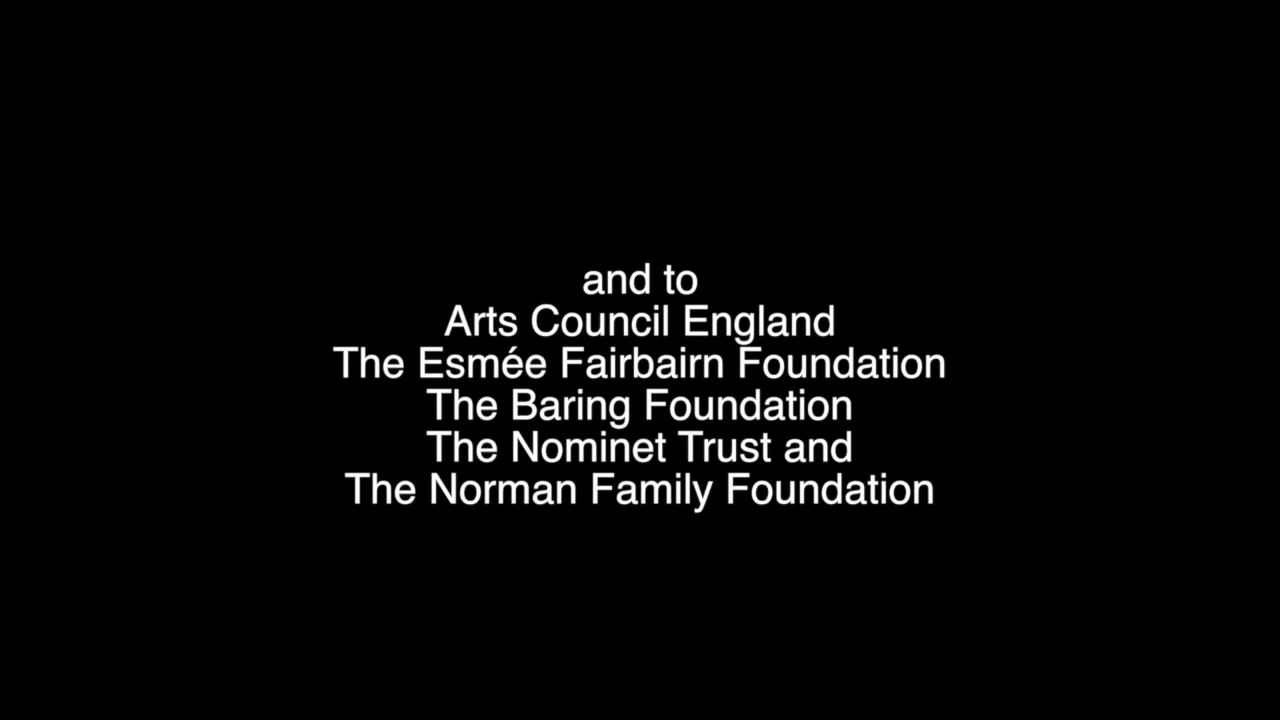 and to
Arts Council England
The Esmée Fairbairn Foundation
The Baring Foundation
The Nominet Trust and
The Norman Family Foundation